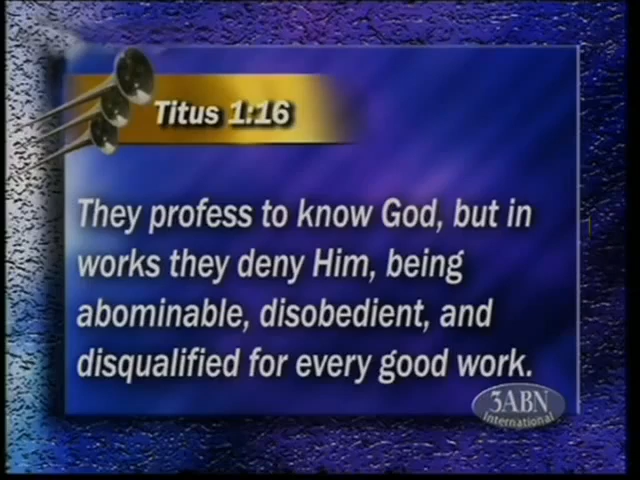 Titus 1:16
They profess to know God, but in
works they deny Him, being
abominable, disobedient, and
disqualified for every good work.
3ABN
International